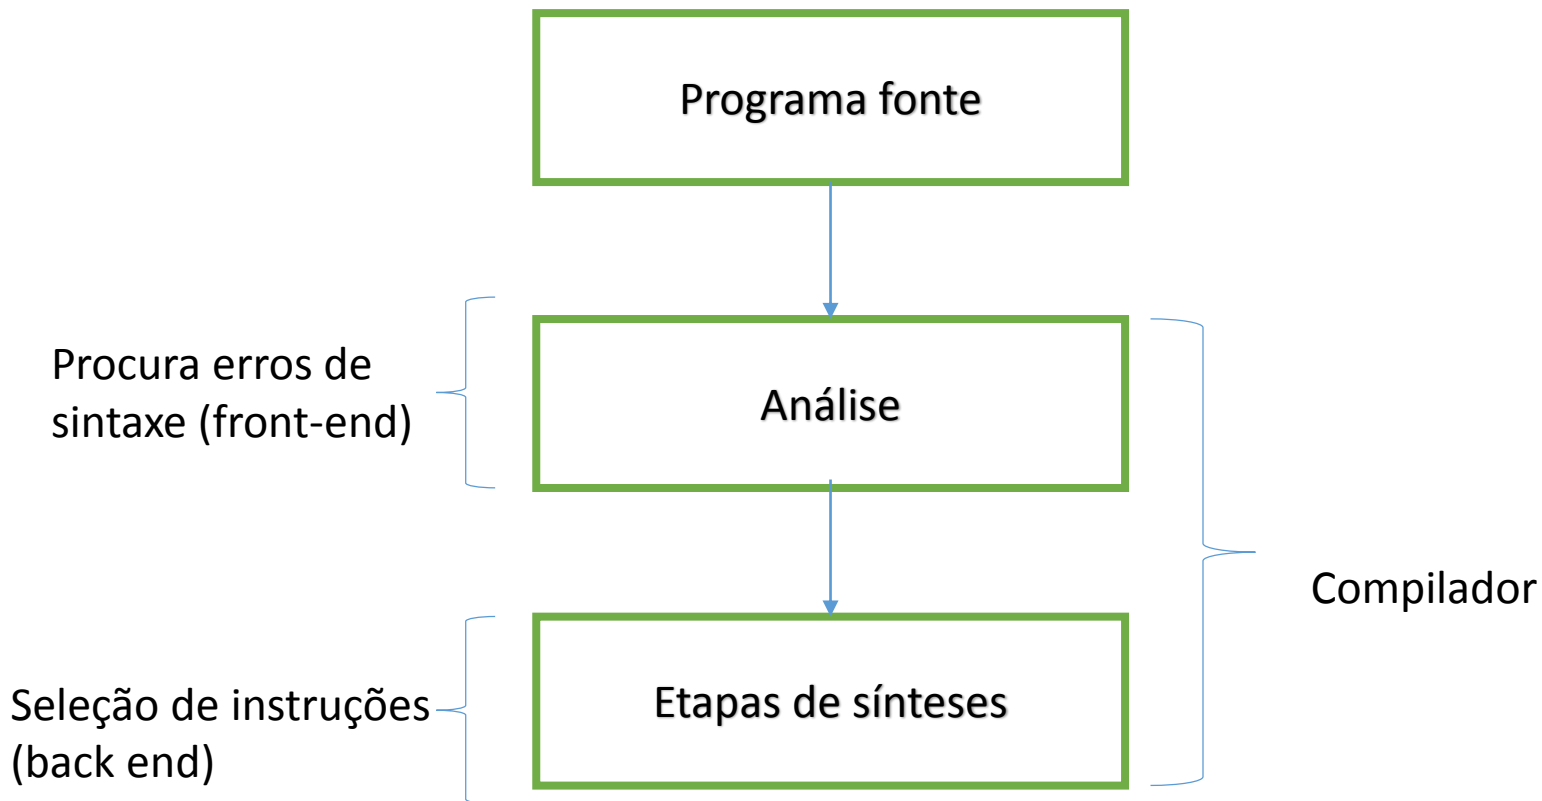 Programa fonte
Procura erros de
sintaxe (front-end)
Análise
Compilador
Seleção de instruções
(back end)
Etapas de sínteses